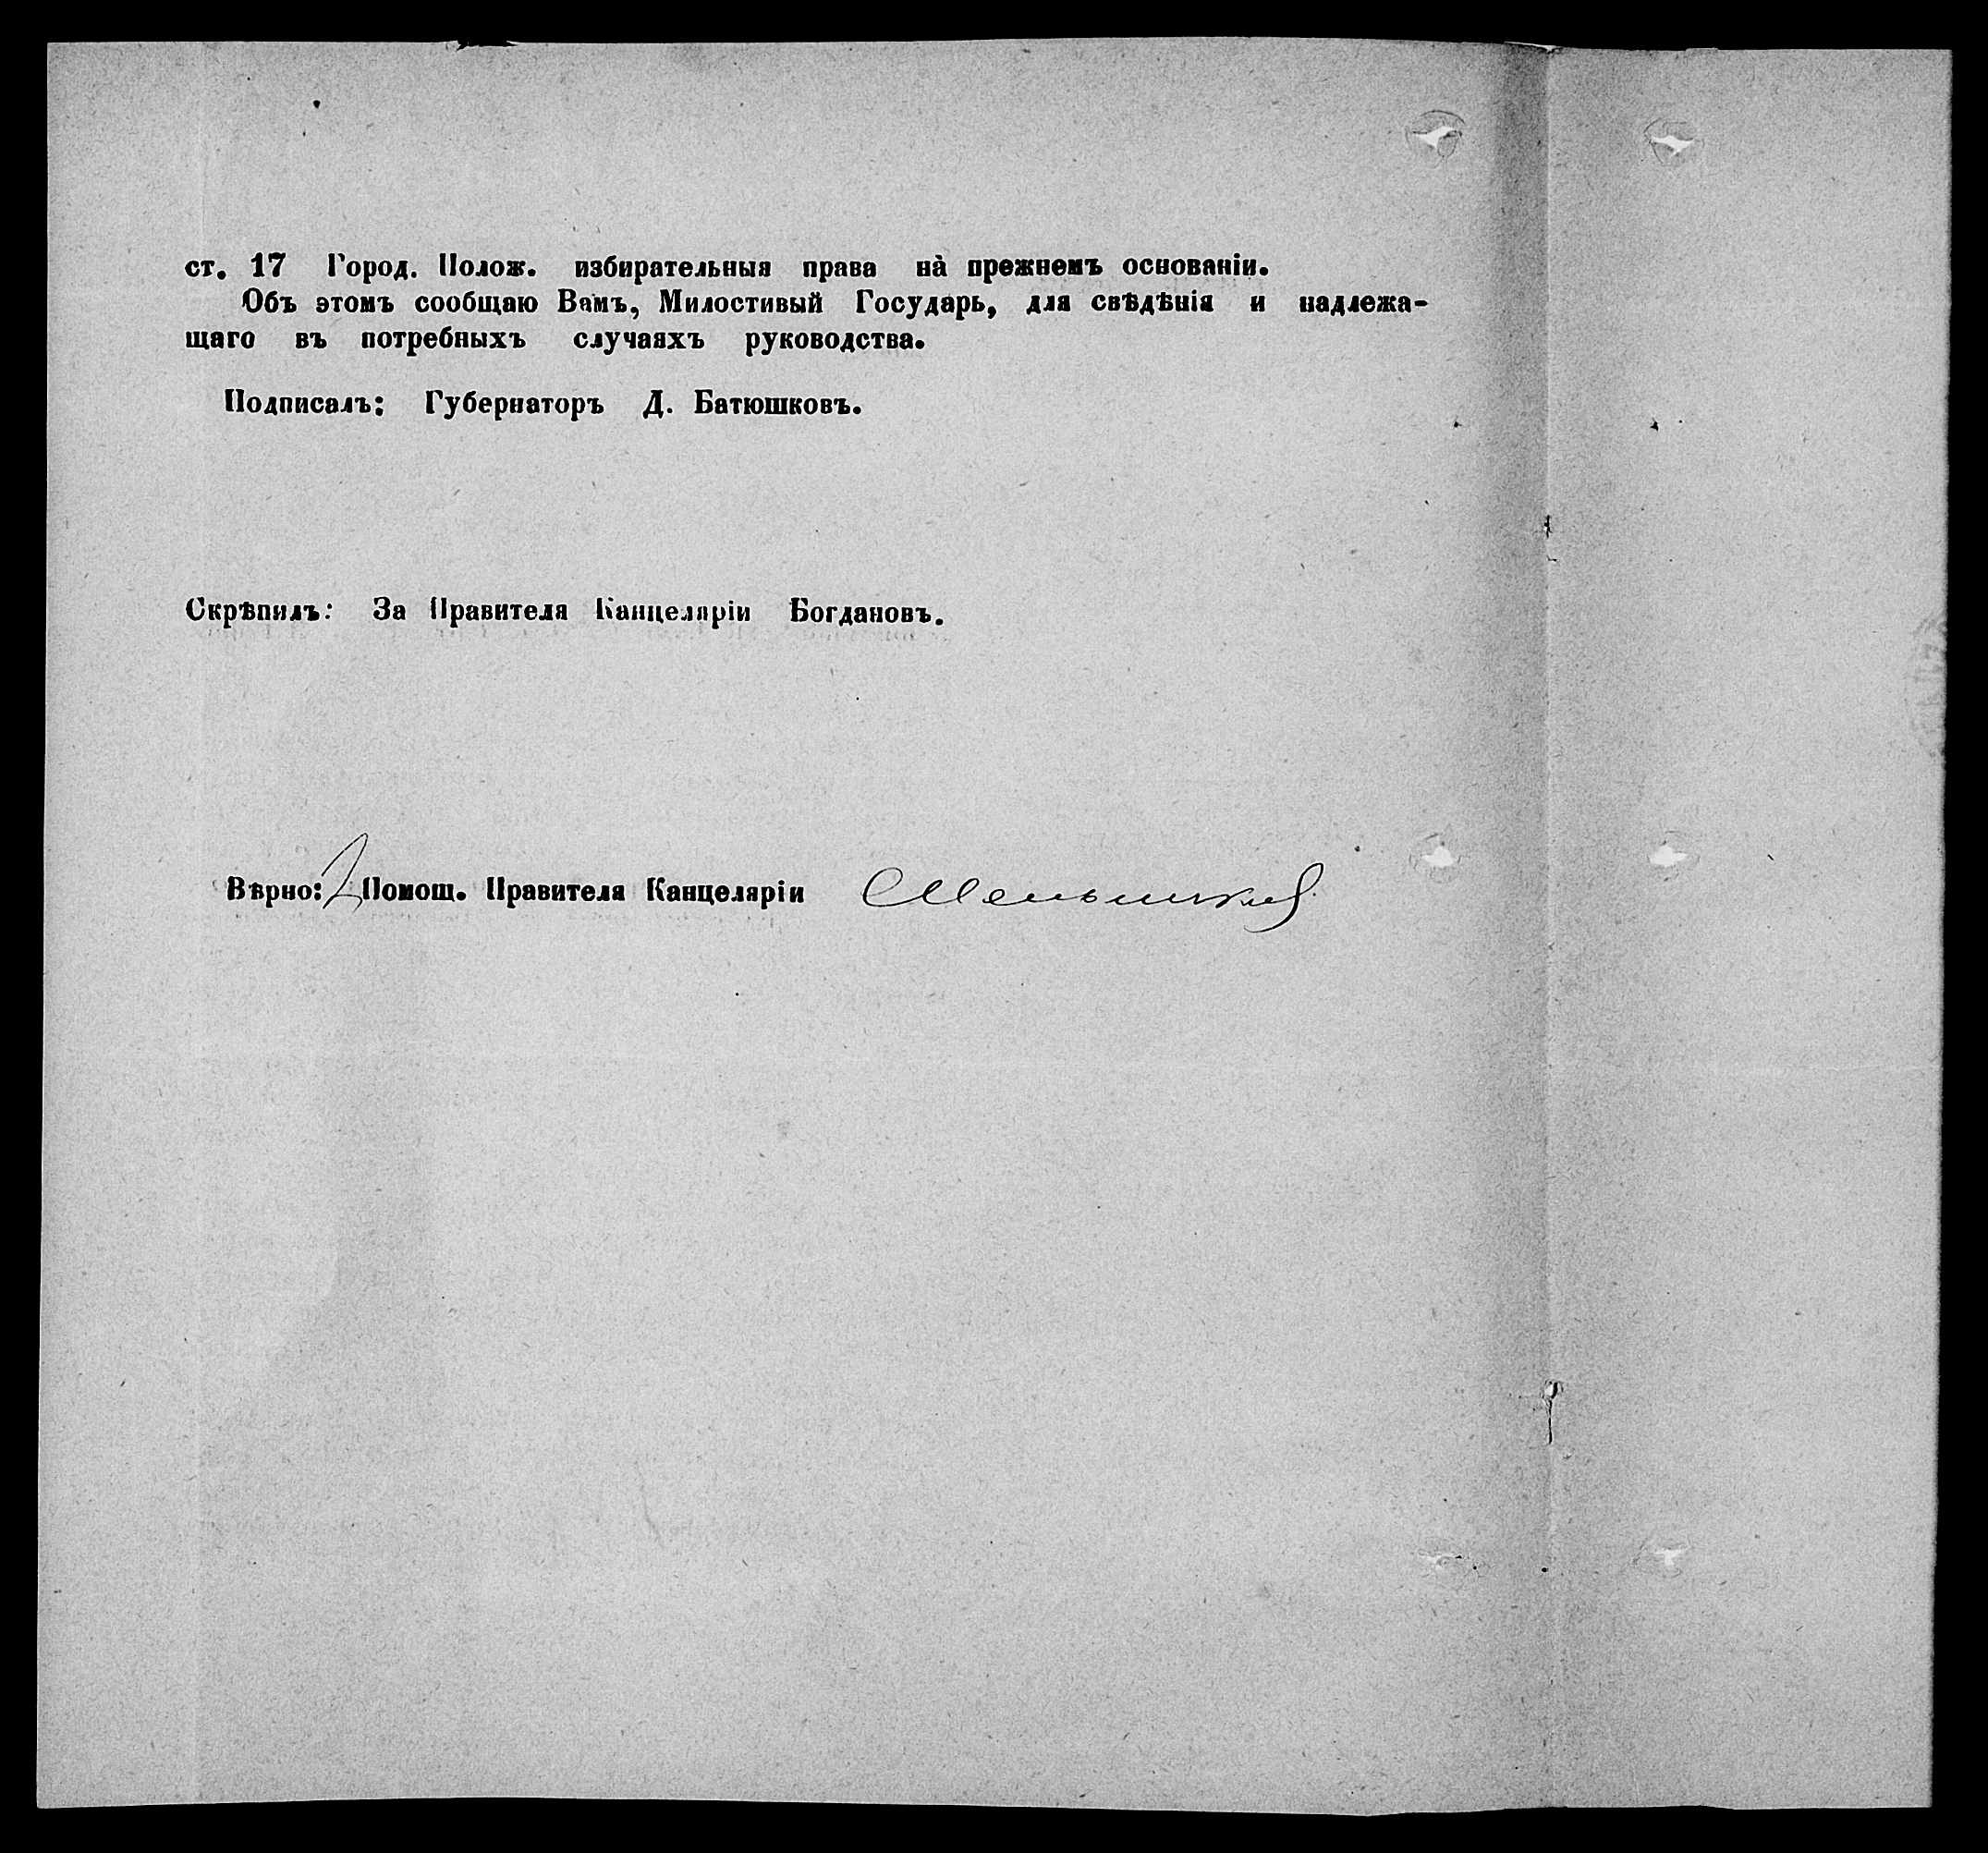 ст. 17 Город. Полож. избирательныя права на прежнемъ основаніи.
Объ этомъ сообщаю Вамъ, Милостивый Государь, для свѣдѣнія и надлежа-
щаго въ потребныхъ случаяхъ руководства.
Подписалъ: Губернаторъ Д. Батюшковъ.
Скрѣпилъ: За Правителя Канцеляріи Богдановъ.
Вѣрно: Помощ. Правителя Канцеляріи